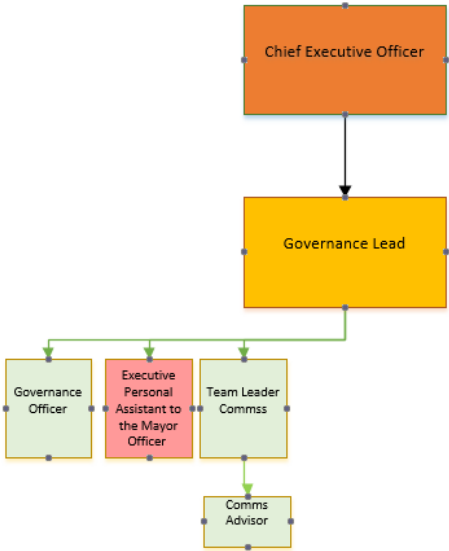 Chief Executive Officer
Governance Lead
Governance
Officer
Executive
Personal
Assistant to
the Mayor
Officer
Team Leader
Commss
Comms
Advisor